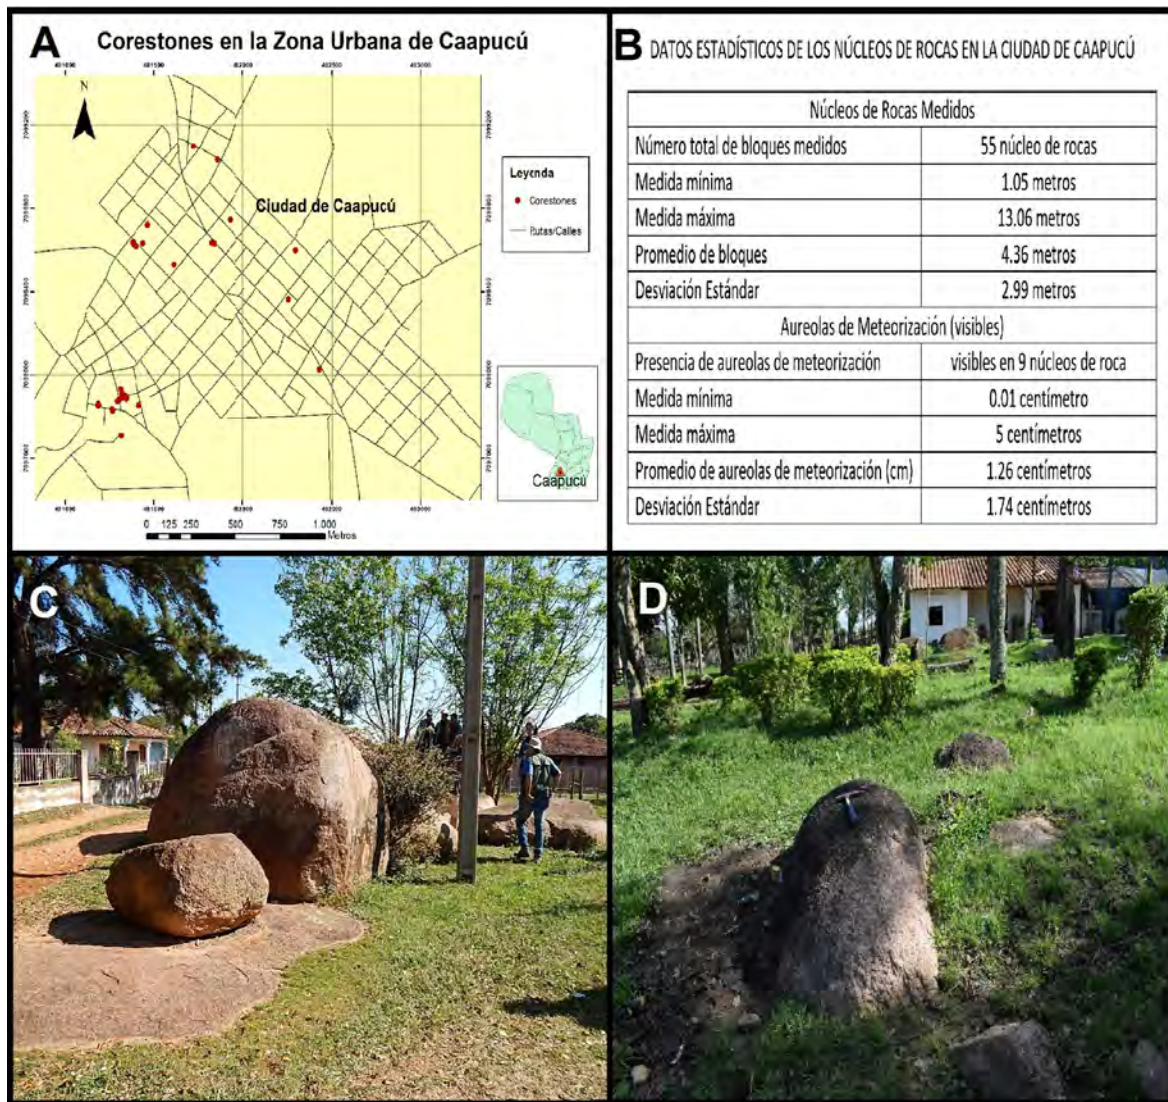 A
Corestones en la Zona Urbana de Caapucú
N
Ciudad de Caapucú
Leyenda
Corestones
Rutas/Calles
Caapucú
0 125 250 500 750 1.000
Metros
B
DATOS ESTADÍSTICOS DE LOS NÚCLEOS DE ROCAS EN LA CIUDAD DE CAAPUCÚ
Núcleos de Rocas Medidos
Número total de bloques medidos 55 núcleo de rocas
Medida mínima 1.05 metros
Medida máxima 13.06 metros
Promedio de bloques 4.36 metros
Desviación Estándar 2.99 metros
Aureolas de Meteorización (visibles)
Presencia de aureolas de meteorización visibles en 9 núcleos de roca
Medida mínima 0.01 centímetro
Medida máxima 5 centímetros
Promedio de aureolas de meteorización (cm) 1.26 centímetros
Desviación Estándar 1.74 centímetros
C
D